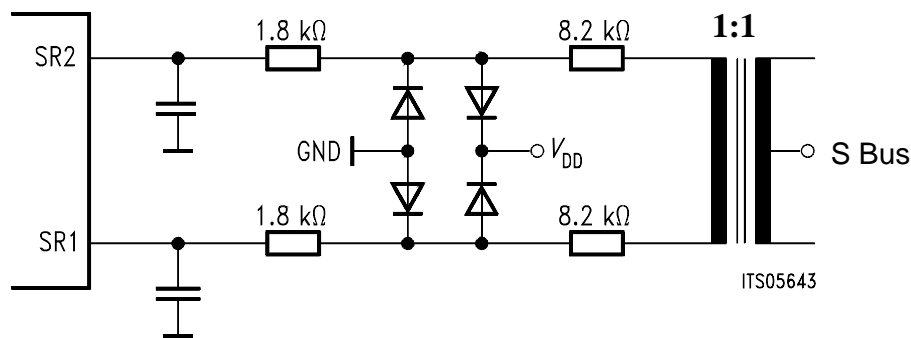 1.8 kΩ 8.2 kΩ 1:1
SR2
GND V_DD S Bus
1.8 kΩ 8.2 kΩ
SR1
ITS05643